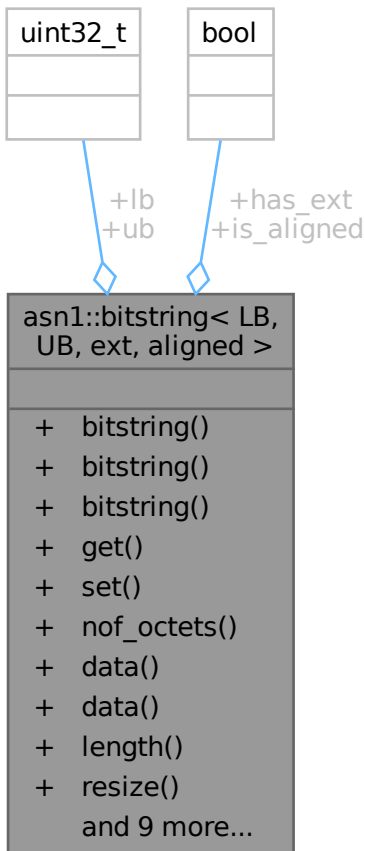 uint32_t
bool
+lb
+ub
+has_ext
+is_aligned
asn1::bitstring< LB,
UB, ext, aligned >
+ bitstring()
+ bitstring()
+ bitstring()
+ get()
+ set()
+ nof_octets()
+ data()
+ data()
+ length()
+ resize()
and 9 more...